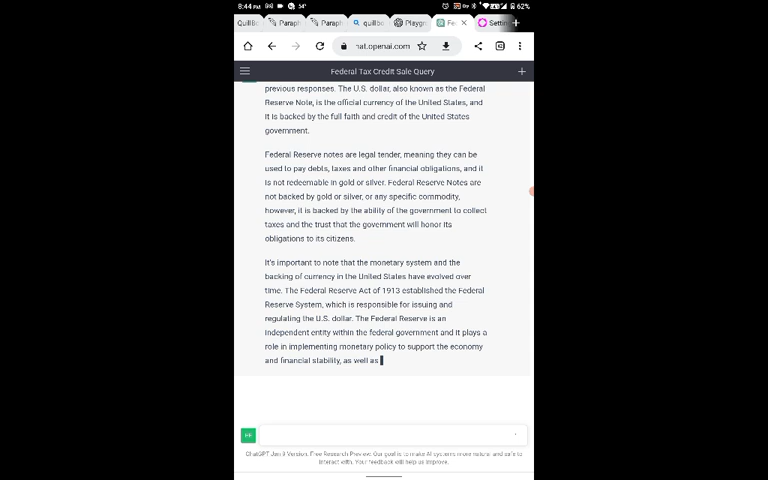 8:44 PM 54° 62%
QuillBo Paraph Paraph quillbo Playgr Fed Settin
nat.openai.com
Federal Tax Credit Sale Query
previous responses. The U.S. dollar, also known as the Federal
Reserve Note, is the official currency of the United States, and
it is backed by the full faith and credit of the United States
government.
Federal Reserve notes are legal tender, meaning they can be
used to pay debts, taxes and other financial obligations, and it
is not redeemable in gold or silver. Federal Reserve Notes are
not backed by gold or silver, or any specific commodity,
however, it is backed by the ability of the government to collect
taxes and the trust that the government will honor its
obligations to its citizens.
It's important to note that the monetary system and the
backing of currency in the United States have evolved over
time. The Federal Reserve Act of 1913 established the Federal
Reserve System, which is responsible for issuing and
regulating the U.S. dollar. The Federal Reserve is an
independent entity within the federal government and it plays a
role in implementing monetary policy to support the economy
and financial stability, as well as
ChatGPT Jan 9 Version. Free Research Preview. Our goal is to make AI systems more natural and safe to
interact with. Your feedback will help us improve.